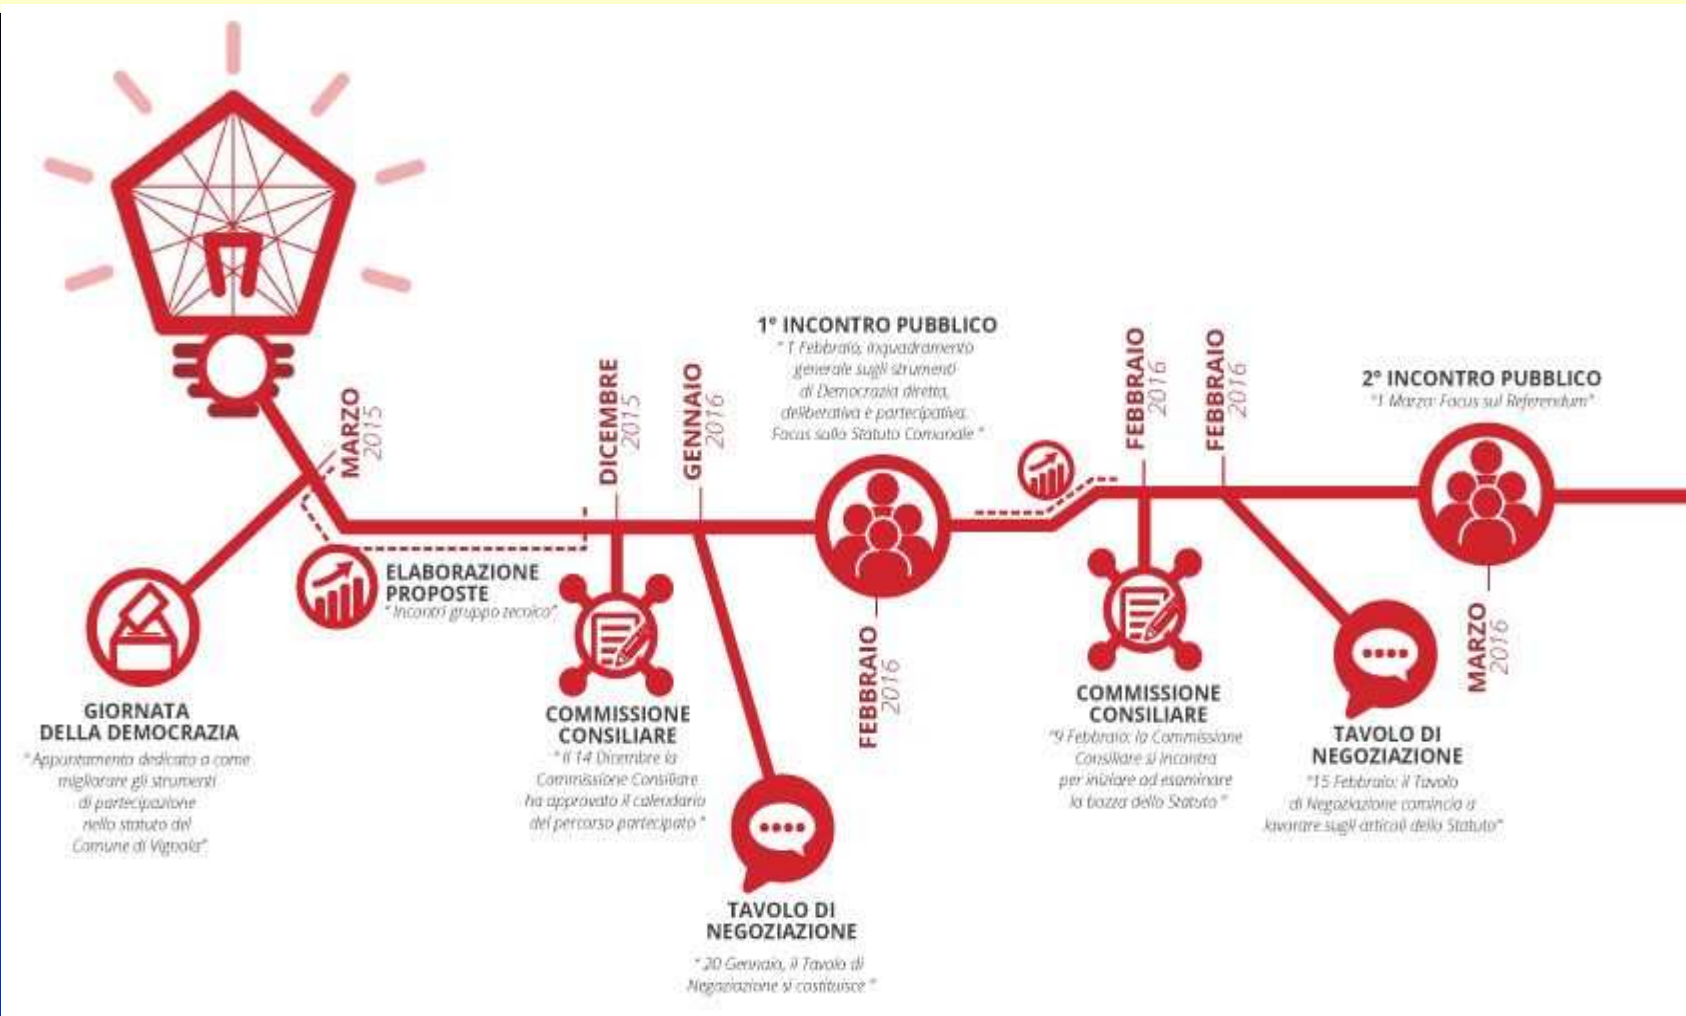 MARZO
2015
GIORNATA
DELLA DEMOCRAZIA
"Appuntamento dedicato a come
migliorare gli strumenti
di partecipazione
nello statuto del
Comune di Vignola"
ELABORAZIONE
PROPOSTE
" Incontri gruppo tecnico"
DICEMBRE
2015
COMMISSIONE
CONSILIARE
" Il 14 Dicembre la
Commissione Consiliare
ha approvato il calendario
del percorso partecipato "
GENNAIO
2016
TAVOLO DI
NEGOZIAZIONE
" 20 Gennaio, il Tavolo di
Negoziazione si costituisce "
1° INCONTRO PUBBLICO
" 1 Febbraio, inquadramento
generale sugli strumenti
di Democrazia diretta,
deliberativa e partecipativa.
Focus sullo Statuto Comunale "
FEBBRAIO
2016
FEBBRAIO
2016
COMMISSIONE
CONSILIARE
"9 Febbraio: la Commissione
Consiliare si incontra
per iniziare ad esaminare
la bozza dello Statuto "
FEBBRAIO
2016
TAVOLO DI
NEGOZIAZIONE
"15 Febbraio: il Tavolo
di Negoziazione comincia a
lavorare sugli articoli dello Statuto"
2° INCONTRO PUBBLICO
"1 Marzo: Focus sul Referendum"
MARZO
2016